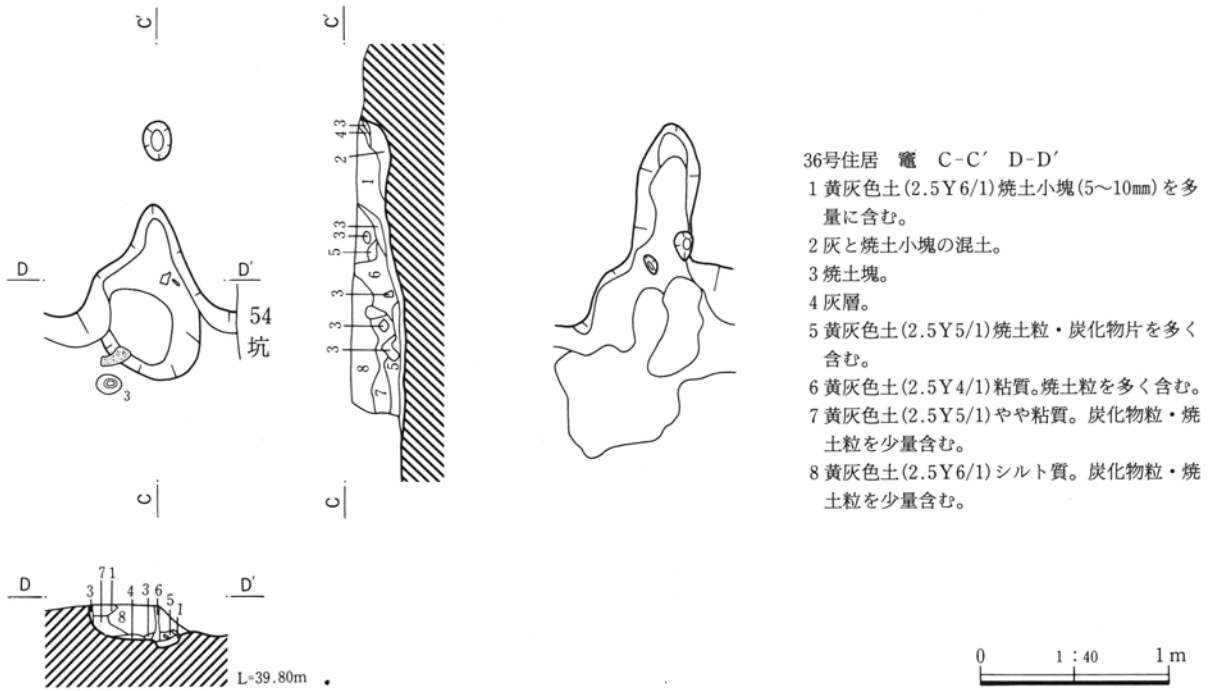 C′
C′
D
D′
54
坑
3
C
C
3
4
2
1
3
3
5
6
3
3
3
8
5
7
36号住居 竈 C-C′ D-D′
1 黄灰色土(2.5Y6/1)焼土小塊(5〜10㎜)を多
量に含む。
2 灰と焼土小塊の混土。
3 焼土塊。
4 灰層。
5 黄灰色土(2.5Y5/1)焼土粒・炭化物片を多く
含む。
6 黄灰色土(2.5Y4/1)粘質。焼土粒を多く含む。
7 黄灰色土(2.5Y5/1)やや粘質。炭化物粒・焼
土粒を少量含む。
8 黄灰色土(2.5Y6/1)シルト質。炭化物粒・焼
土粒を少量含む。
D
D′
3 7 1 4 3 6 5 1
8
L=39.80m
0 1:40 1m